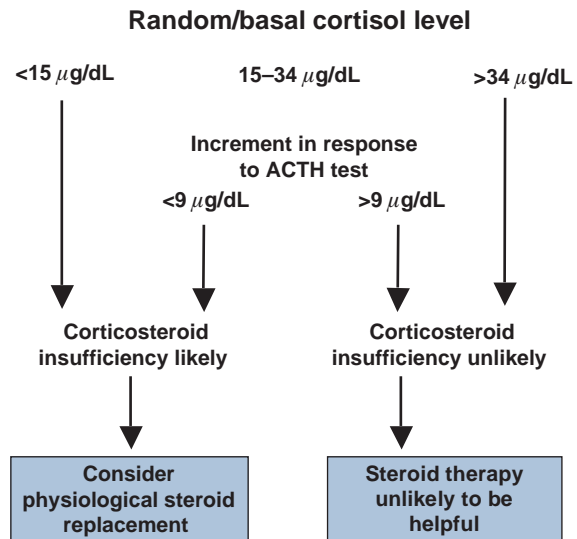 Random/basal cortisol level
<15 μg/dL 15–34 μg/dL >34 μg/dL
Increment in response
to ACTH test
<9 μg/dL >9 μg/dL
Corticosteroid
insufficiency likely
Corticosteroid
insufficiency unlikely
Consider
physiological steroid
replacement
Steroid therapy
unlikely to be
helpful